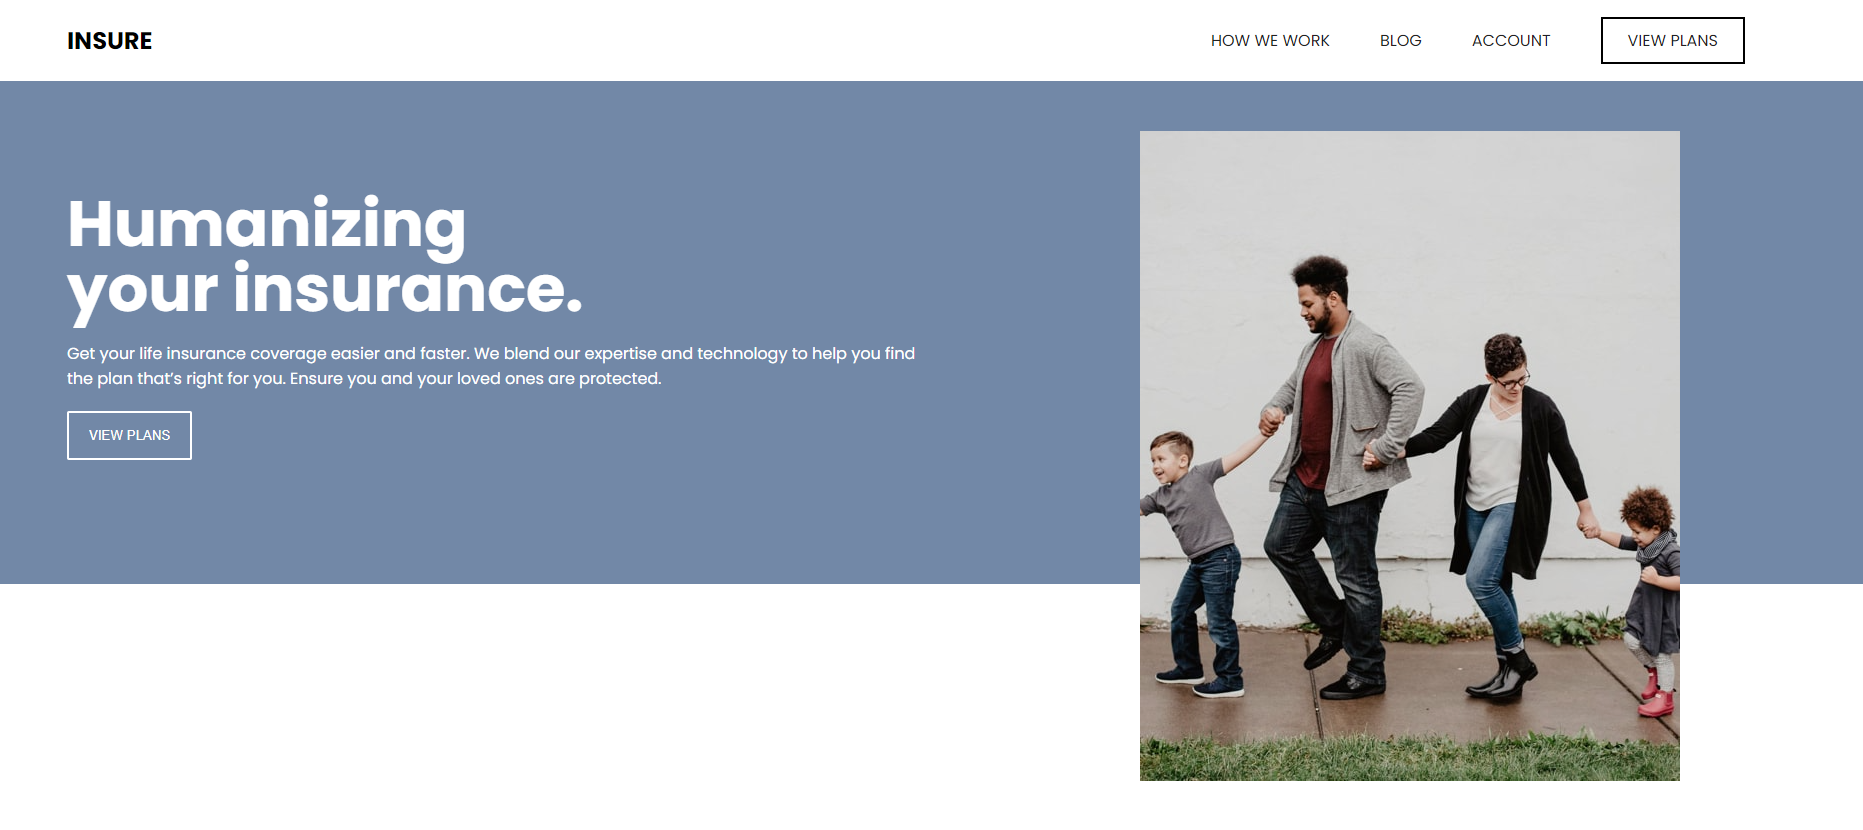 INSURE
HOW WE WORK
BLOG
ACCOUNT
VIEW PLANS
Humanizing
your insurance.
Get your life insurance coverage easier and faster. We blend our expertise and technology to help you find
the plan that’s right for you. Ensure you and your loved ones are protected.
VIEW PLANS